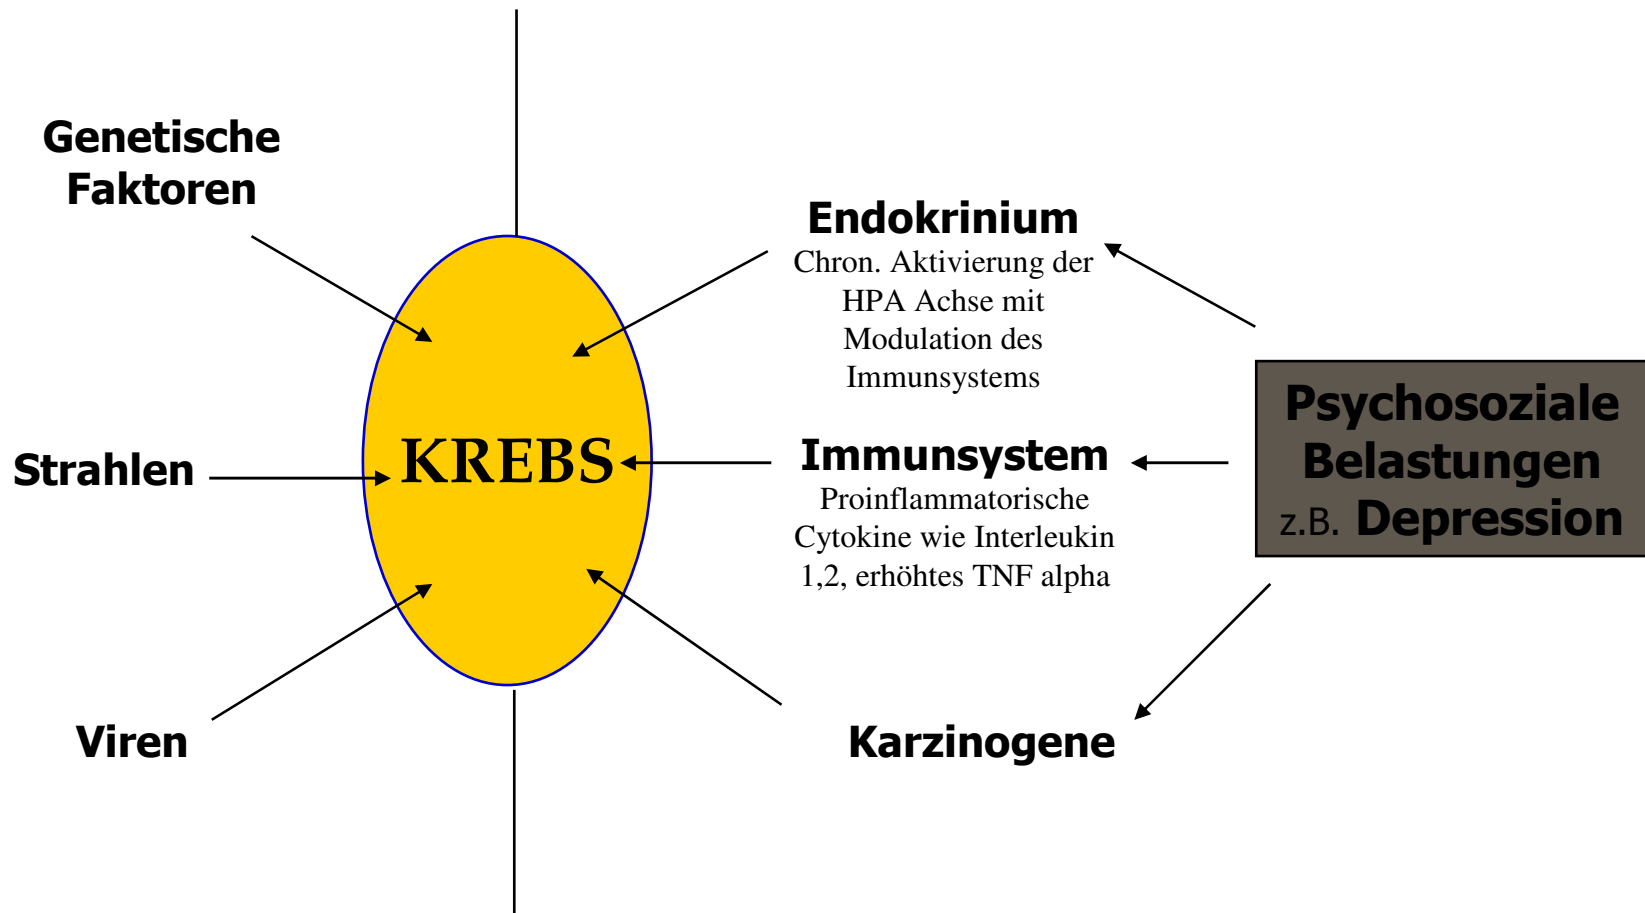 Genetische
Faktoren
Strahlen
Viren
KREBS
Endokrinium
Chron. Aktivierung der
HPA Achse mit
Modulation des
Immunsystems
Immunsystem
Proinflammatorische
Cytokine wie Interleukin
1,2, erhöhtes TNF alpha
Karzinogene
Psychosoziale
Belastungen
z.B. Depression